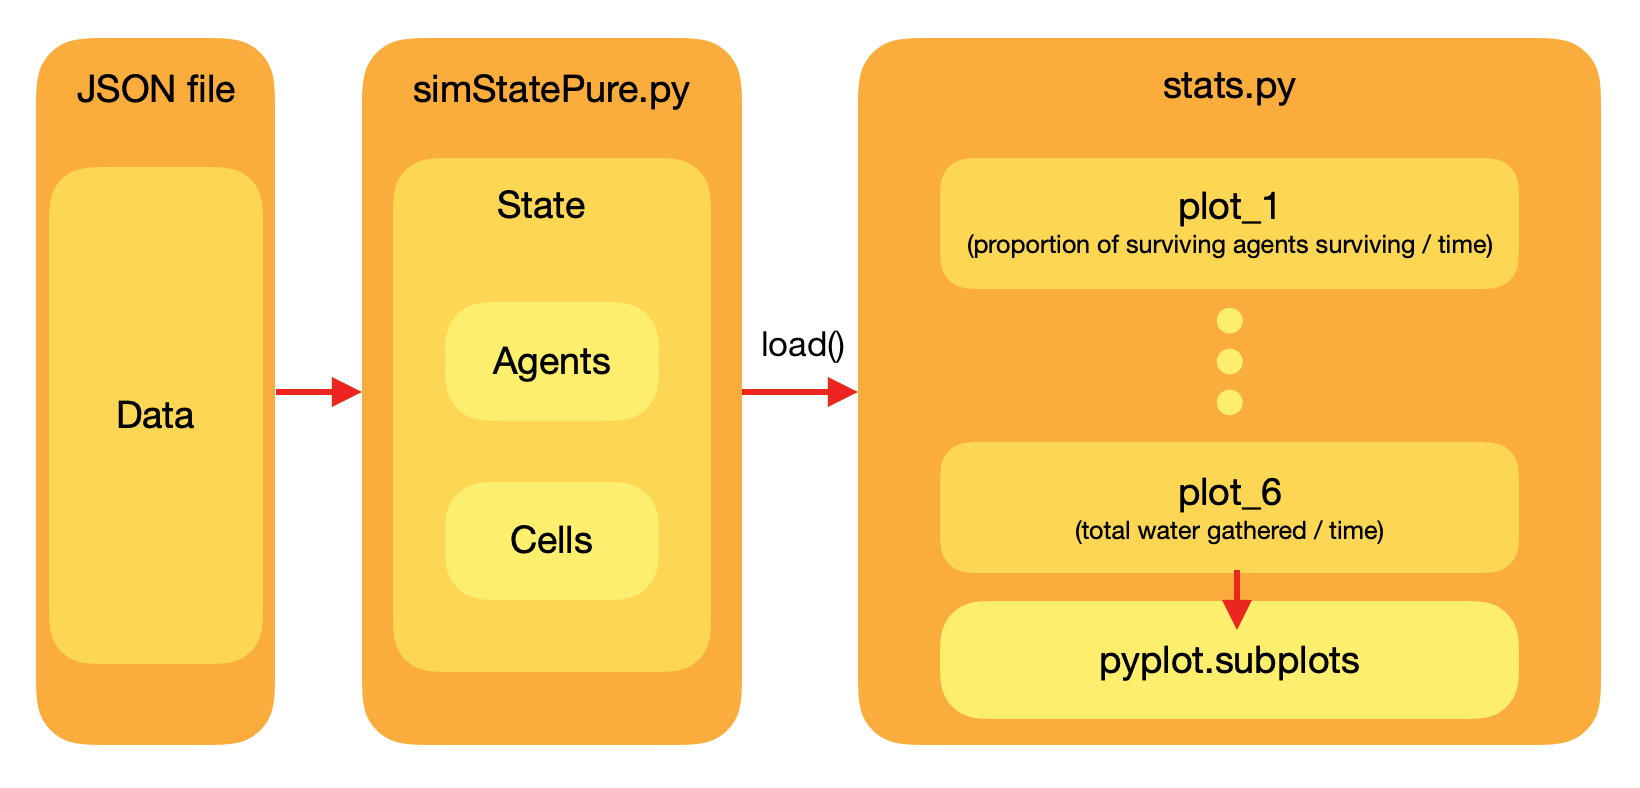 JSON file
Data
simStatePure.py
State
Agents
Cells
load()
stats.py
plot_1
(proportion of surviving agents surviving / time)
plot_6
(total water gathered / time)
pyplot.subplots